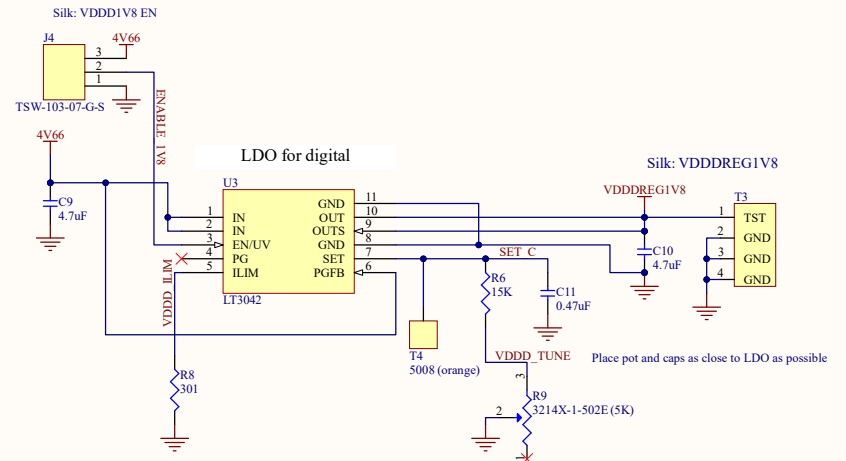 Silk: VDDD1V8 EN
J4
4V66
3
2
1
TSW-103-07-G-S
ENABLE_1V8
4V66
LDO for digital
Silk: VDDDREG1V8
C9
4.7uF
U3
1 IN
2 IN
3 EN/UV
4 PG
5 ILIM
GND 11
OUT 10
OUTS 9
GND 8
SET 7
PGFB 6
LT3042
VDDD_ILIM
SET_C
VDDDREG1V8
T3
1 TST
2 GND
3 GND
4 GND
C10
4.7uF
R6
15K
C11
0.47uF
T4
5008 (orange)
VDDD_TUNE
Place pot and caps as close to LDO as possible
R8
301
3
R9
3214X-1-502E (5K)
2
1